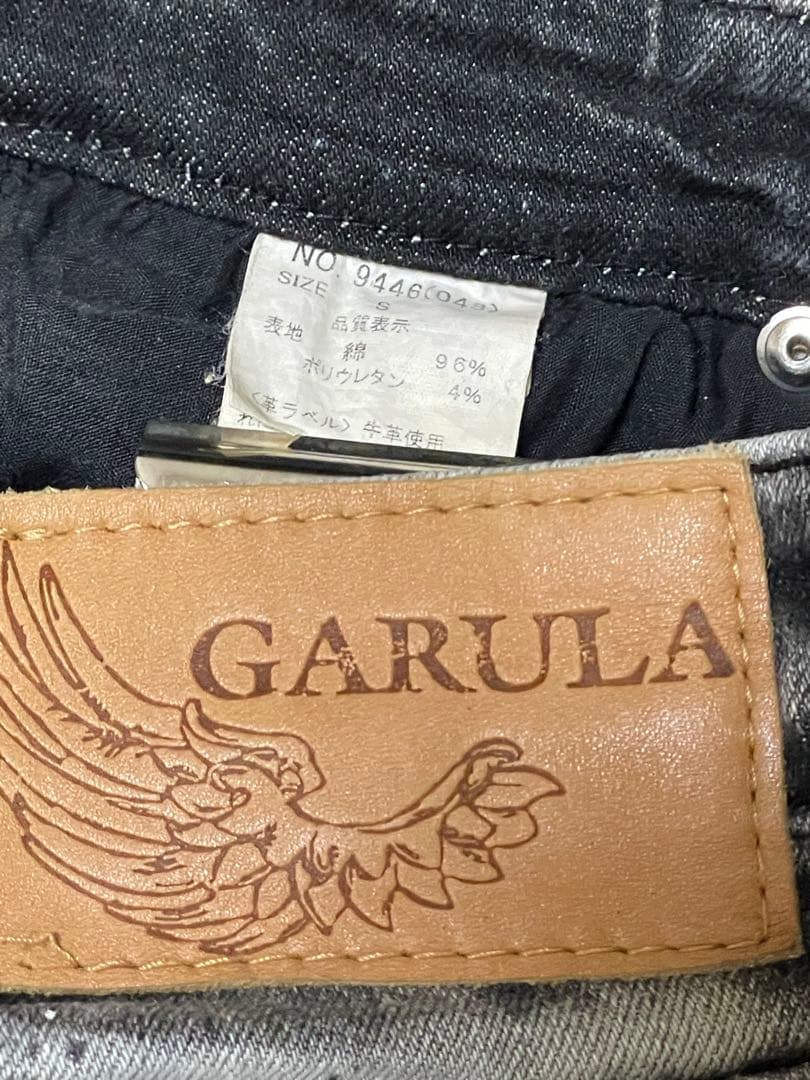 NO. 9446(043)
SIZE S
品質表示
表地 綿 96%
ポリウレタン 4%
〈革ラベル〉牛革使用
GARULA